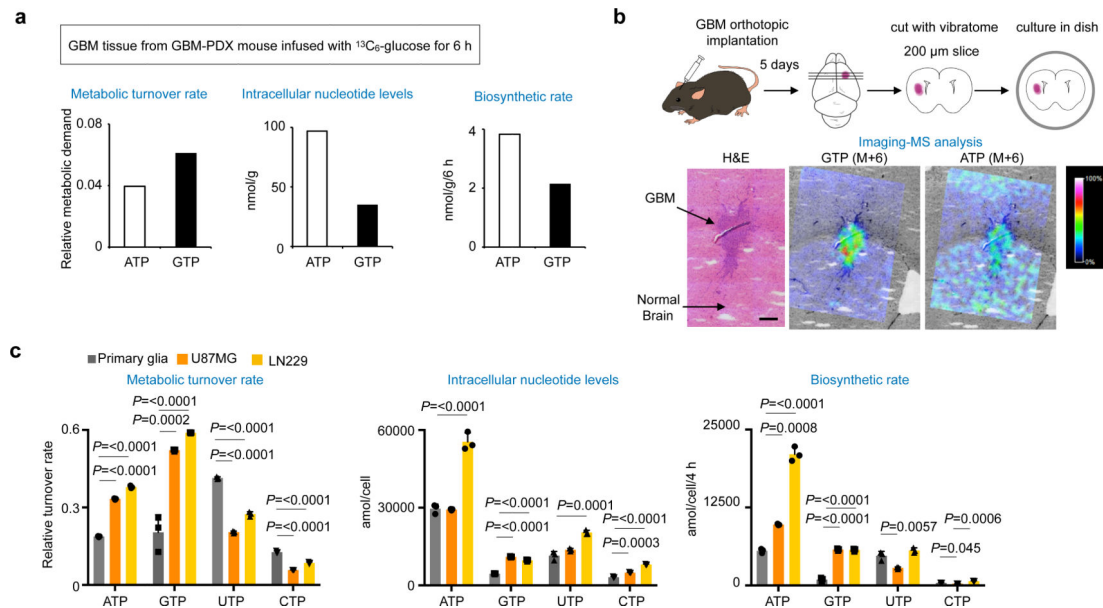 a
GBM tissue from GBM-PDX mouse infused with ¹³C₆-glucose for 6 h
Metabolic turnover rate
Relative metabolic demand
0.08
0.04
0
ATP
GTP
Intracellular nucleotide levels
nmol/g
100
50
0
ATP
GTP
Biosynthetic rate
nmol/g/6 h
4
2
0
ATP
GTP
b
GBM orthotopic
implantation
5 days
cut with vibratome
200 μm slice
culture in dish
Imaging-MS analysis
H&E
GTP (M+6)
ATP (M+6)
GBM
Normal
Brain
100%
0%
c
Primary glia
U87MG
LN229
Metabolic turnover rate
Relative turnover rate
0.6
0.3
0.0
P=<0.0001
P=<0.0001
P=<0.0001
P=0.0002
P=<0.0001
P=<0.0001
P=<0.0001
P=<0.0001
ATP
GTP
UTP
CTP
Intracellular nucleotide levels
amol/cell
60000
30000
0
P=<0.0001
P=<0.0001
P=<0.0001
P=0.0001
P=<0.0001
P=0.0003
ATP
GTP
UTP
CTP
Biosynthetic rate
amol/cell/4 h
25000
12500
0
P=<0.0001
P=0.0008
P=<0.0001
P=<0.0001
P=0.0057
P=0.0006
P=0.045
ATP
GTP
UTP
CTP